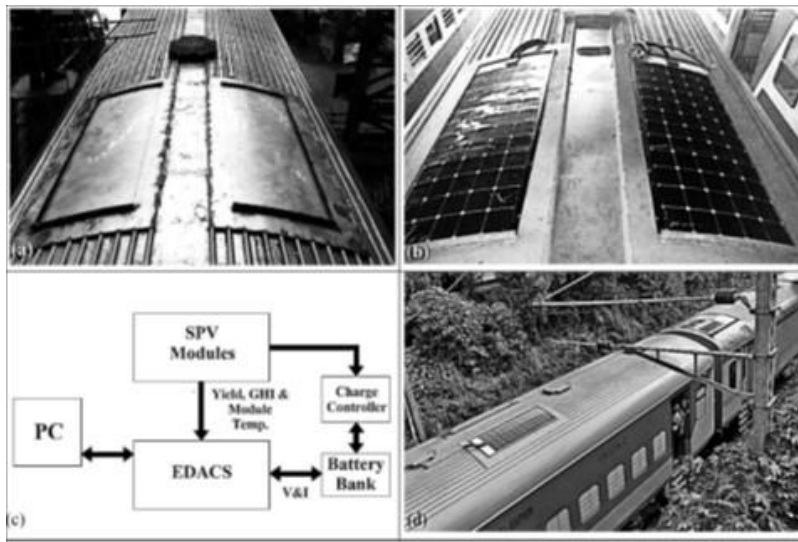 (a)
(b)
SPV
Modules
Yield, GHI &
Module
Temp.
Charge
Controller
PC
EDACS
V&I
Battery
Bank
(c)
(d)